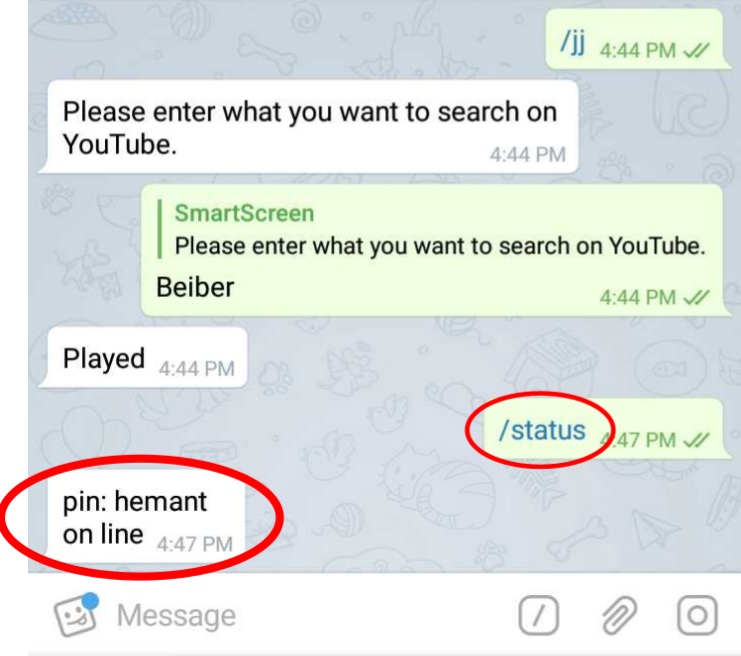 /jj 4:44 PM
Please enter what you want to search on
YouTube.
4:44 PM
SmartScreen
Please enter what you want to search on YouTube.
Beiber
4:44 PM
Played 4:44 PM
/status 4:47 PM
pin: hemant
on line 4:47 PM
Message